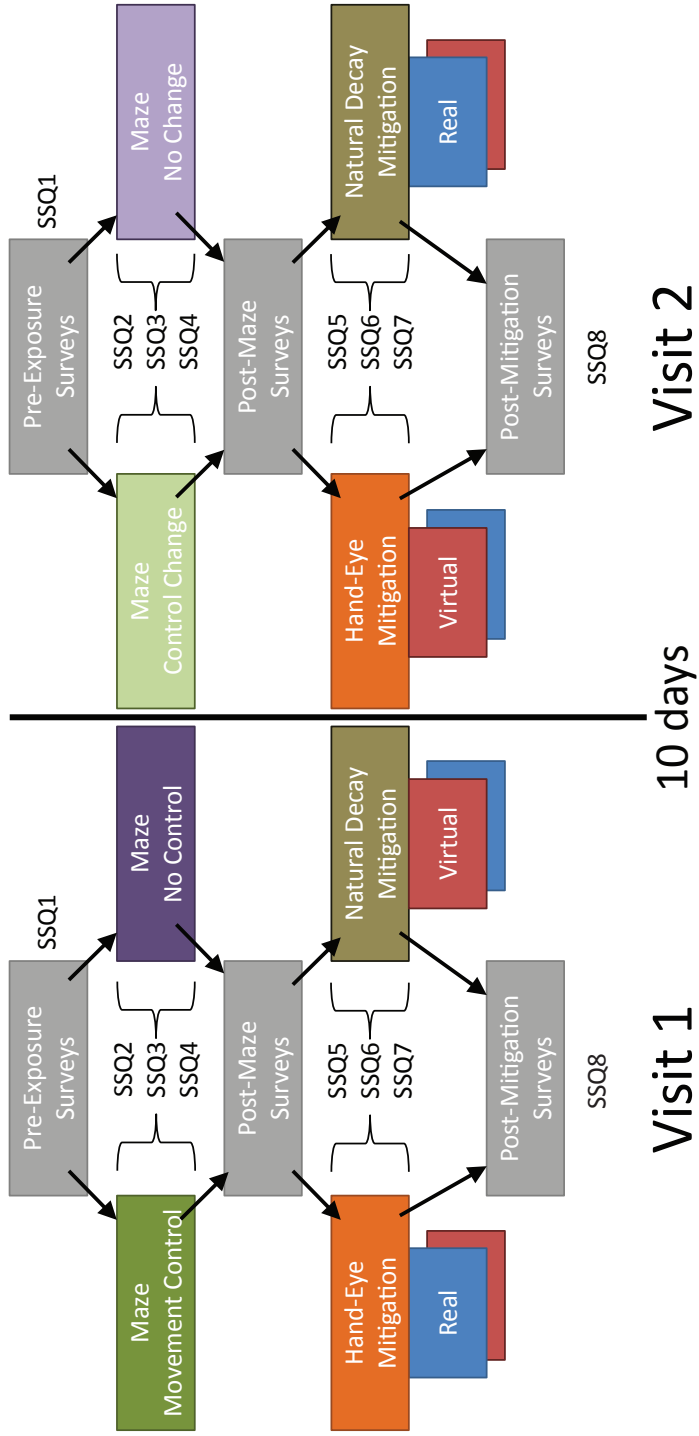 Pre-Exposure
Surveys
SSQ1
Maze
Movement Control
SSQ2
SSQ3
SSQ4
Maze
No Control
Post-Maze
Surveys
Hand-Eye
Mitigation
Real
SSQ5
SSQ6
SSQ7
Natural Decay
Mitigation
Virtual
Post-Mitigation
Surveys
SSQ8
Visit 1
10 days
Pre-Exposure
Surveys
SSQ1
Maze
Control Change
SSQ2
SSQ3
SSQ4
Maze
No Change
Post-Maze
Surveys
Hand-Eye
Mitigation
Virtual
SSQ5
SSQ6
SSQ7
Natural Decay
Mitigation
Real
Post-Mitigation
Surveys
SSQ8
Visit 2